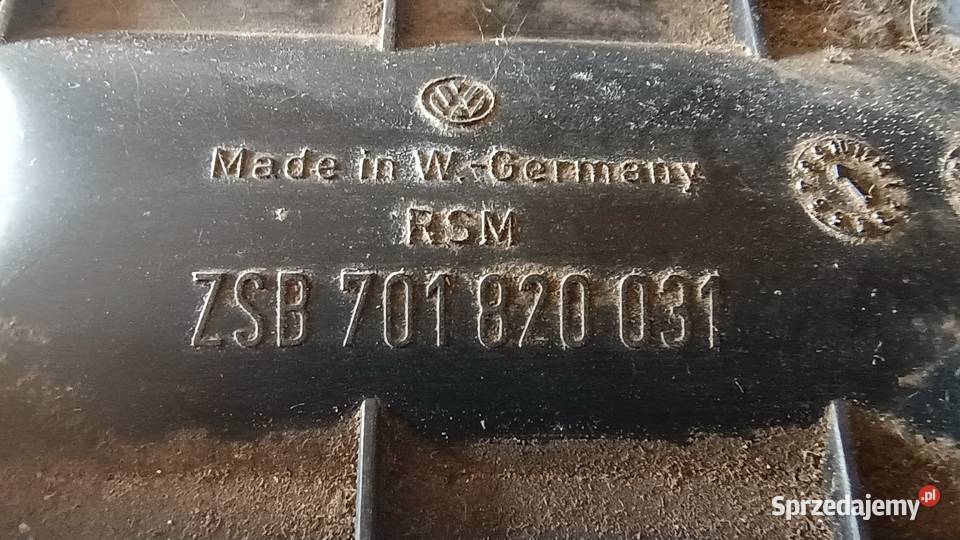 Made in W.-Germany
RSM
ZSB 701 820 031
Sprzedajemy.pl